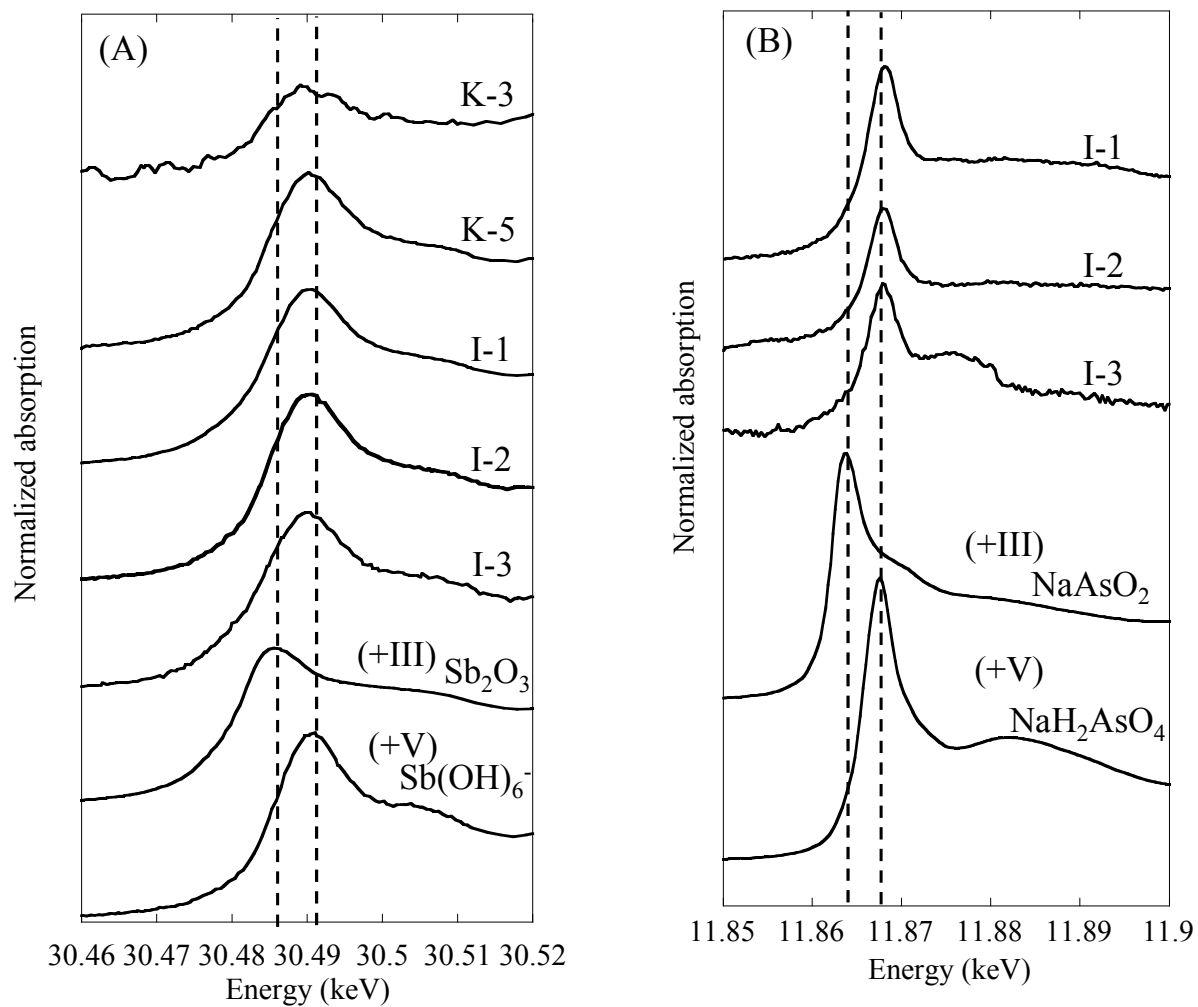 (A)
K-3
K-5
I-1
I-2
I-3
(+III)
Sb₂O₃
(+V)
Sb(OH)₆⁻
Normalized absorption
30.46 30.47 30.48 30.49 30.5 30.51 30.52
Energy (keV)
(B)
I-1
I-2
I-3
(+III)
NaAsO₂
(+V)
NaH₂AsO₄
Normalized absorption
11.85 11.86 11.87 11.88 11.89 11.9
Energy (keV)